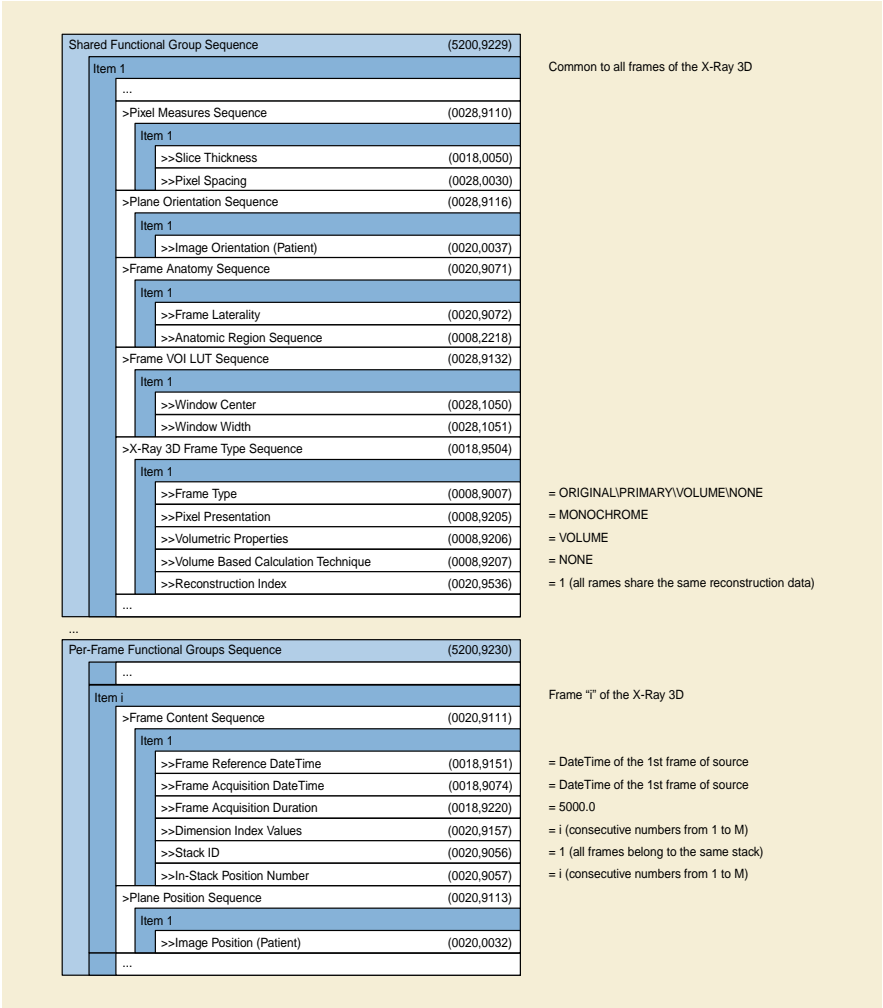 Shared Functional Group Sequence (5200,9229)
Item 1 Common to all frames of the X-Ray 3D
...
>Pixel Measures Sequence (0028,9110)
Item 1
>>Slice Thickness (0018,0050)
>>Pixel Spacing (0028,0030)
>Plane Orientation Sequence (0028,9116)
Item 1
>>Image Orientation (Patient) (0020,0037)
>Frame Anatomy Sequence (0020,9071)
Item 1
>>Frame Laterality (0020,9072)
>>Anatomic Region Sequence (0008,2218)
>Frame VOI LUT Sequence (0028,9132)
Item 1
>>Window Center (0028,1050)
>>Window Width (0028,1051)
>X-Ray 3D Frame Type Sequence (0018,9504)
Item 1
>>Frame Type (0008,9007) = ORIGINAL\PRIMARY\VOLUME\NONE
>>Pixel Presentation (0008,9205) = MONOCHROME
>>Volumetric Properties (0008,9206) = VOLUME
>>Volume Based Calculation Technique (0008,9207) = NONE
>>Reconstruction Index (0020,9536) = 1 (all rames share the same reconstruction data)
...
...
Per-Frame Functional Groups Sequence (5200,9230)
...
Item i Frame “i” of the X-Ray 3D
>Frame Content Sequence (0020,9111)
Item 1
>>Frame Reference DateTime (0018,9151) = DateTime of the 1st frame of source
>>Frame Acquisition DateTime (0018,9074) = DateTime of the 1st frame of source
>>Frame Acquisition Duration (0018,9220) = 5000.0
>>Dimension Index Values (0020,9157) = i (consecutive numbers from 1 to M)
>>Stack ID (0020,9056) = 1 (all frames belong to the same stack)
>>In-Stack Position Number (0020,9057) = i (consecutive numbers from 1 to M)
>Plane Position Sequence (0020,9113)
Item 1
>>Image Position (Patient) (0020,0032)
...